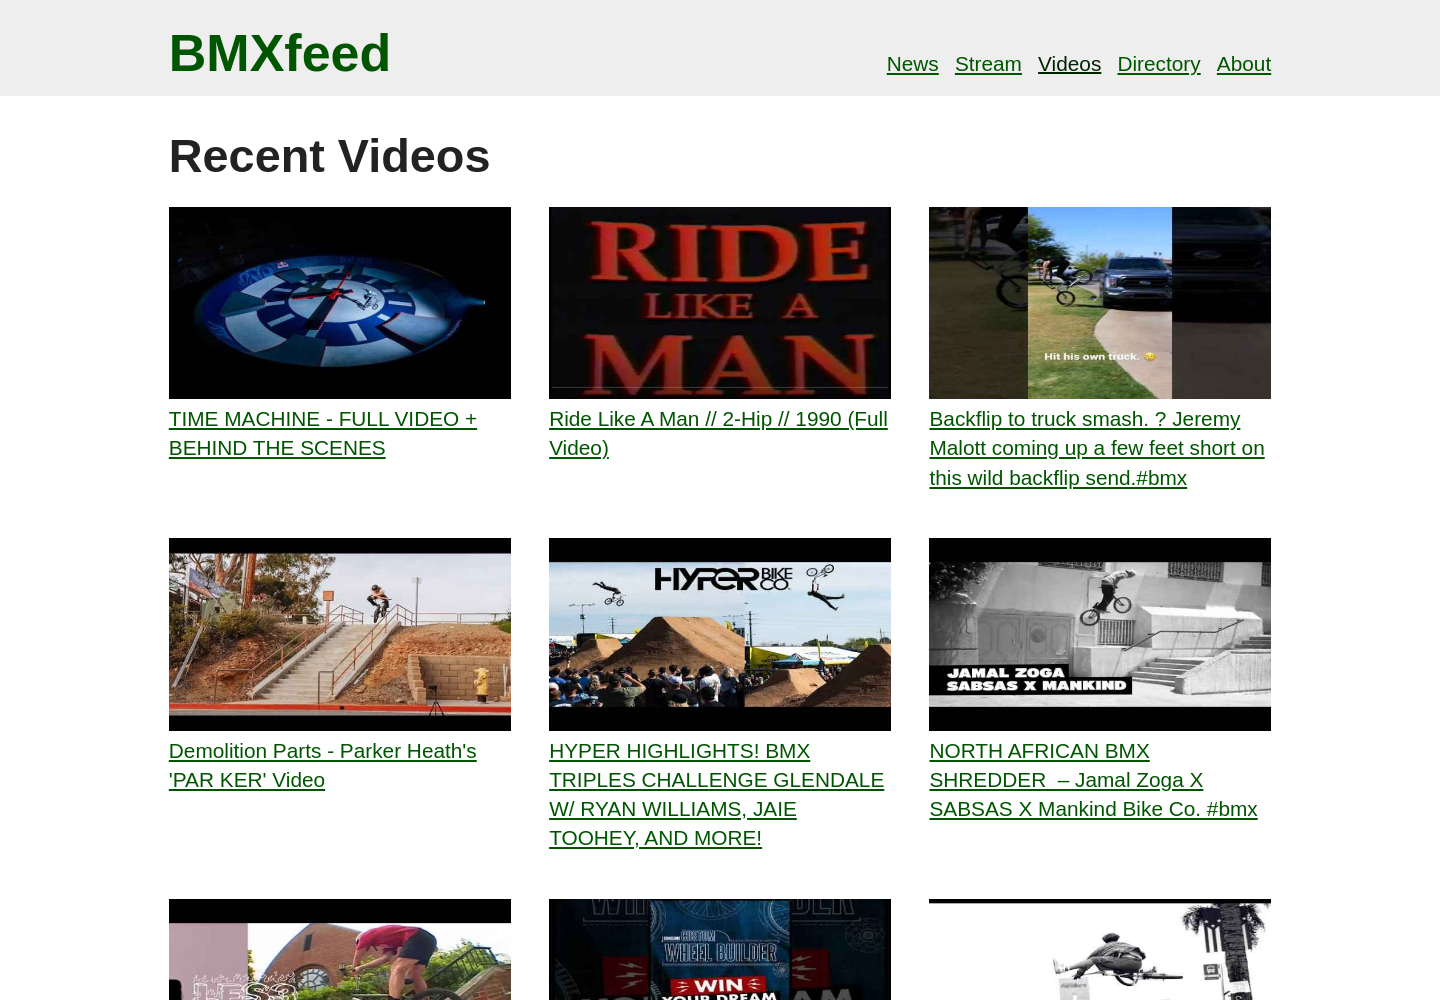 BMXfeed
News Stream Videos Directory About
Recent Videos
RIDE
LIKE A
MAN
Hit his own truck. 😏
TIME MACHINE - FULL VIDEO +
BEHIND THE SCENES
Ride Like A Man // 2-Hip // 1990 (Full
Video)
Backflip to truck smash. ? Jeremy
Malott coming up a few feet short on
this wild backflip send.#bmx
HYPER BIKE CO.
JAMAL ZOGA
SABSAS X MANKIND
Demolition Parts - Parker Heath's
'PAR KER' Video
HYPER HIGHLIGHTS! BMX
TRIPLES CHALLENGE GLENDALE
W/ RYAN WILLIAMS, JAIE
TOOHEY, AND MORE!
NORTH AFRICAN BMX
SHREDDER  – Jamal Zoga X
SABSAS X Mankind Bike Co. #bmx
CUSTOM
WHEEL BUILDER
WIN
YOUR DREAM